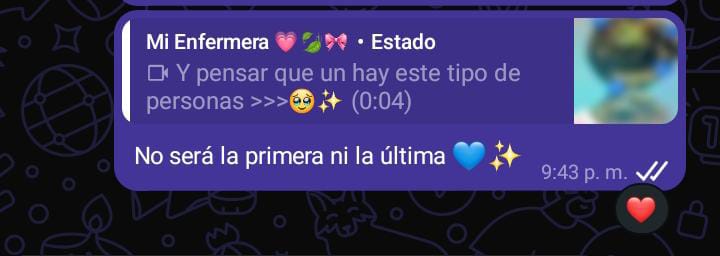 Mi Enfermera 💗🍃🎀 • Estado
Y pensar que un hay este tipo de
personas >>>🥹✨ (0:04)
No será la primera ni la última 💙✨
9:43 p. m.